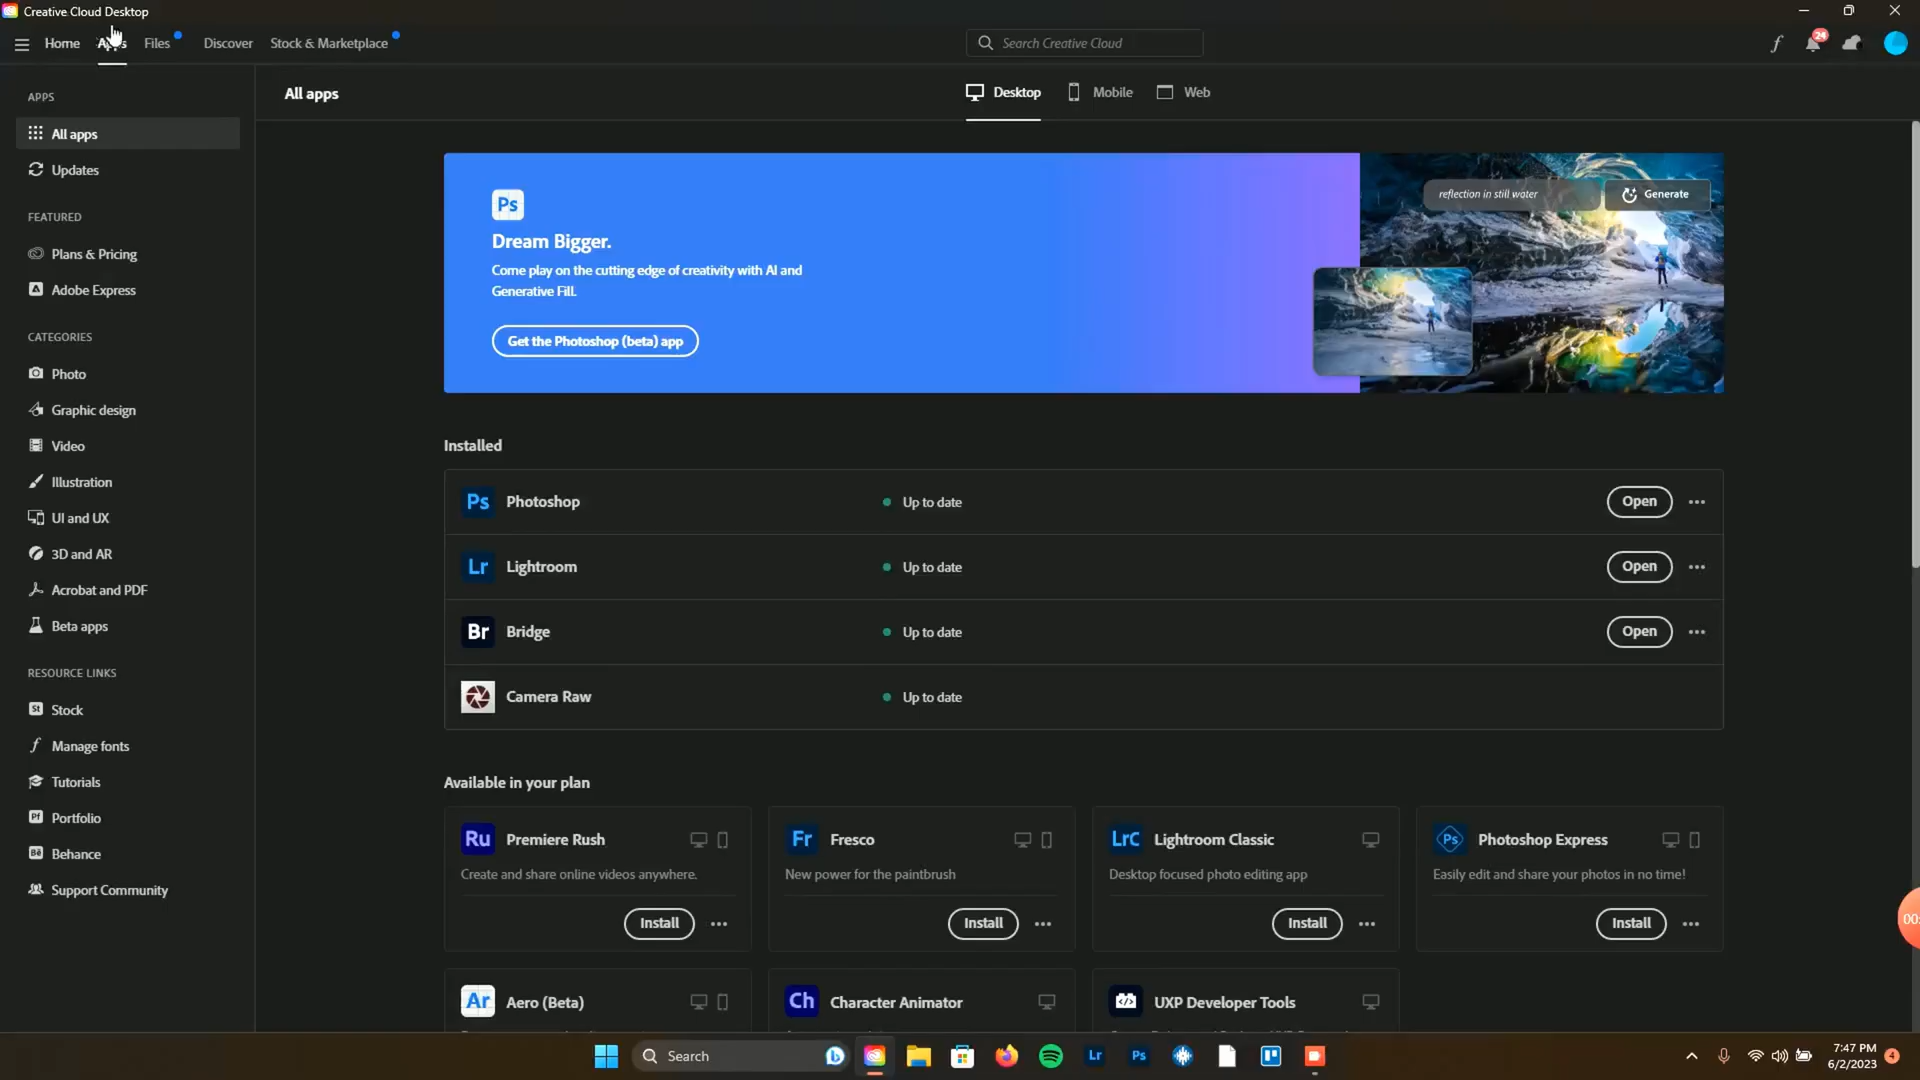 Creative Cloud Desktop
Home
Apps
Files
Discover
Stock & Marketplace
Search Creative Cloud
24
APPS
All apps
Updates
FEATURED
Plans & Pricing
Adobe Express
CATEGORIES
Photo
Graphic design
Video
Illustration
UI and UX
3D and AR
Acrobat and PDF
Beta apps
RESOURCE LINKS
St Stock
Manage fonts
Tutorials
Pf Portfolio
Bē Behance
Support Community
All apps
Desktop
Mobile
Web
Ps
Dream Bigger.
Come play on the cutting edge of creativity with AI and
Generative Fill.
Get the Photoshop (beta) app
reflection in still water
Generate
Installed
Ps Photoshop Up to date Open
Lr Lightroom Up to date Open
Br Bridge Up to date Open
Camera Raw Up to date
Available in your plan
Ru Premiere Rush
Create and share online videos anywhere.
Install
Fr Fresco
New power for the paintbrush
Install
LrC Lightroom Classic
Desktop focused photo editing app
Install
Ps Photoshop Express
Easily edit and share your photos in no time!
Install
Ar Aero (Beta)
Ch Character Animator
UXP Developer Tools
00:
Search
Lr
Ps
7:47 PM
6/2/2023
4